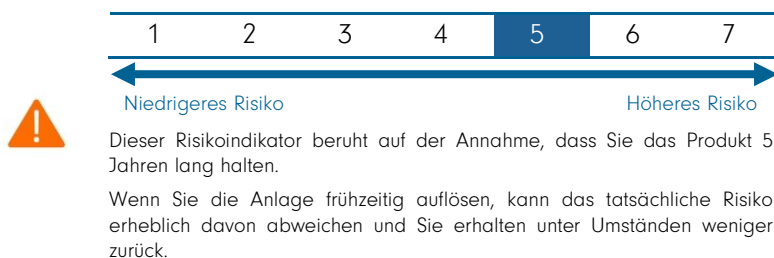 1 2 3 4 5 6 7
Niedrigeres Risiko Höheres Risiko
Dieser Risikoindikator beruht auf der Annahme, dass Sie das Produkt 5
Jahren lang halten.
Wenn Sie die Anlage frühzeitig auflösen, kann das tatsächliche Risiko
erheblich davon abweichen und Sie erhalten unter Umständen weniger
zurück.